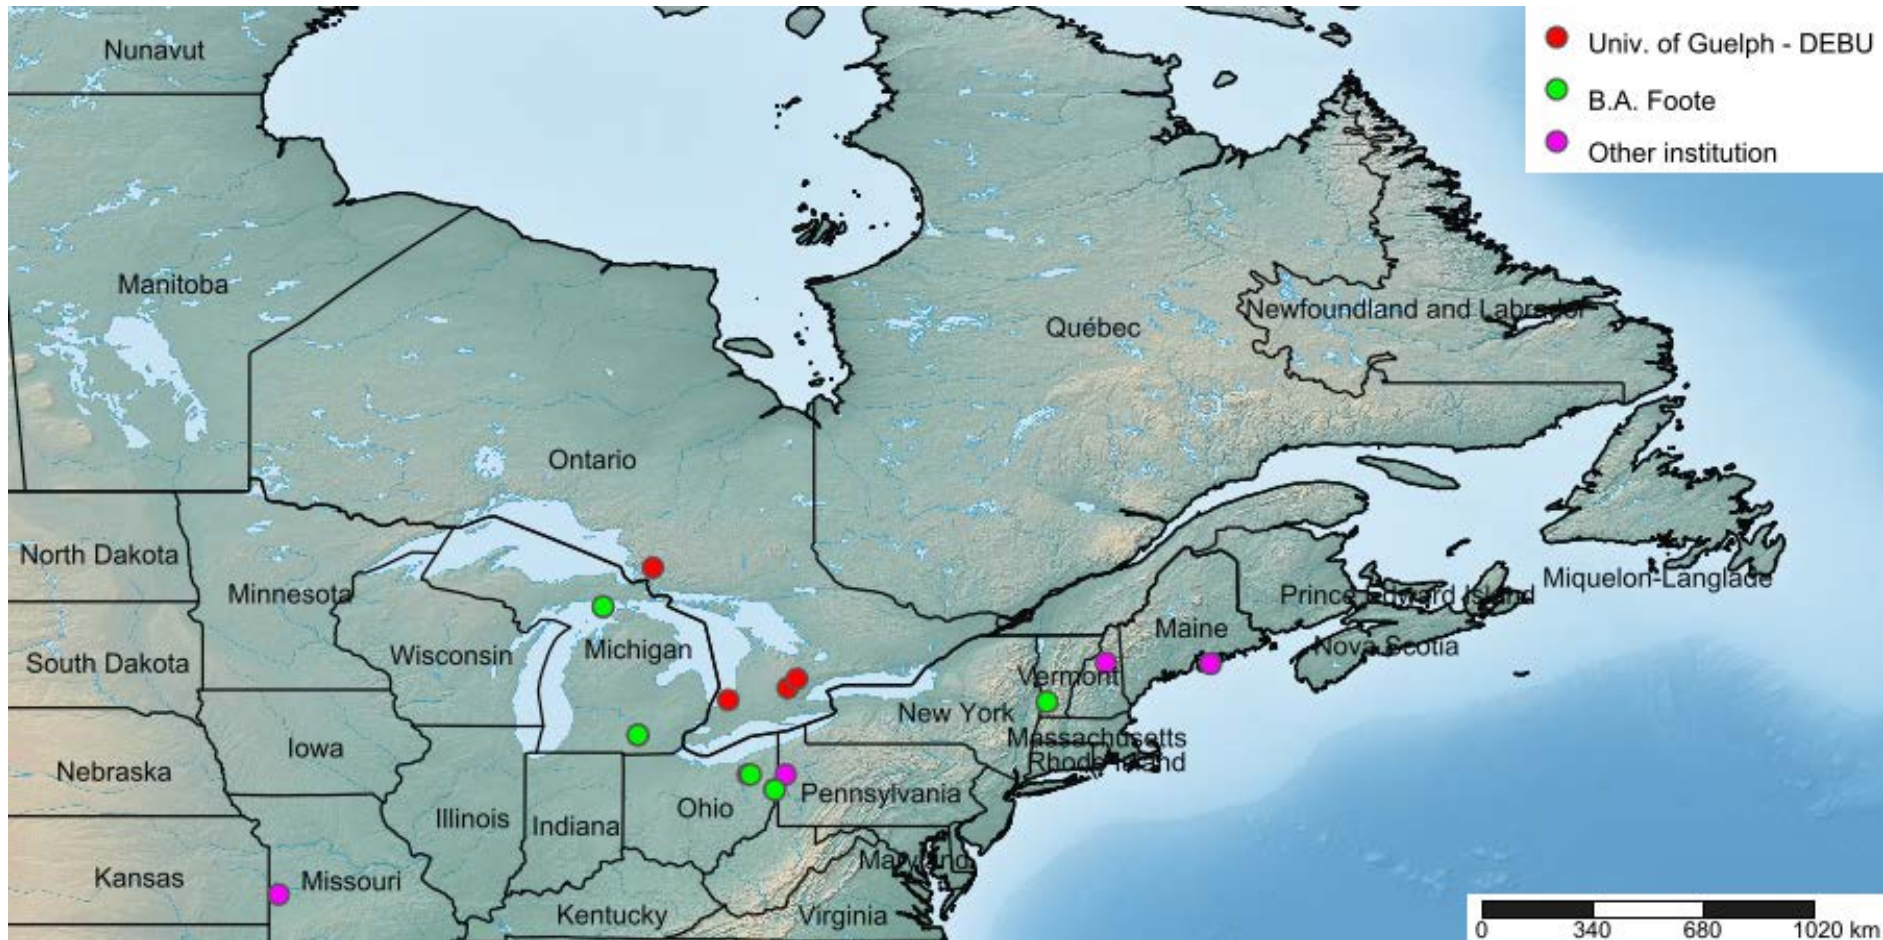 Nunavut
Univ. of Guelph - DEBU
B.A. Foote
Other institution
Manitoba
Newfoundland and Labrador
Québec
Ontario
North Dakota
Minnesota
Miquelon-Langlade
Prince Edward Island
Maine
Nova Scotia
South Dakota
Wisconsin
Michigan
Vermont
New York
Massachusetts
Iowa
Rhode Island
Nebraska
Pennsylvania
Ohio
Illinois
Indiana
Maryland
Kansas
Missouri
Kentucky
Virginia
0 340 680 1020 km